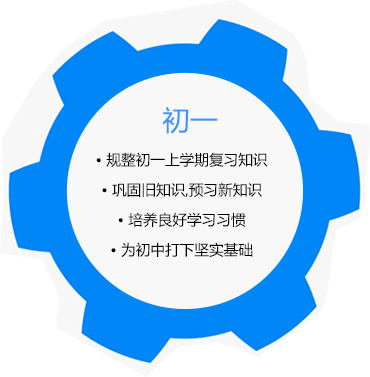 初一
• 规整初一上学期复习知识
• 巩固旧知识,预习新知识
• 培养良好学习习惯
• 为初中打下坚实基础